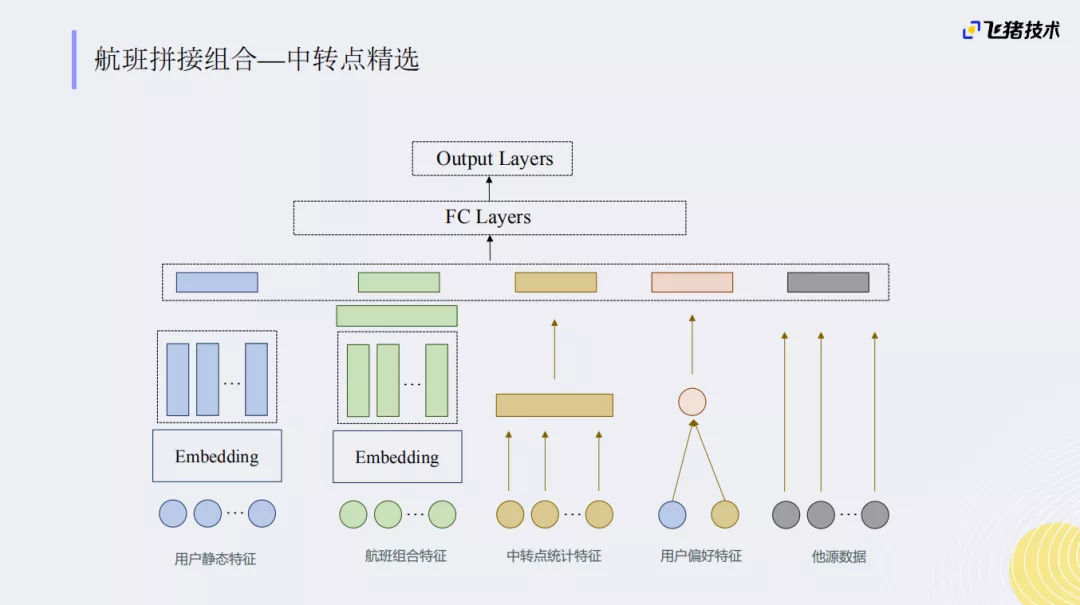 飞猪技术
航班拼接组合—中转点精选
Output Layers
FC Layers
...
...
Embedding
Embedding
...
...
...
...
用户静态特征
航班组合特征
中转点统计特征
用户偏好特征
他源数据